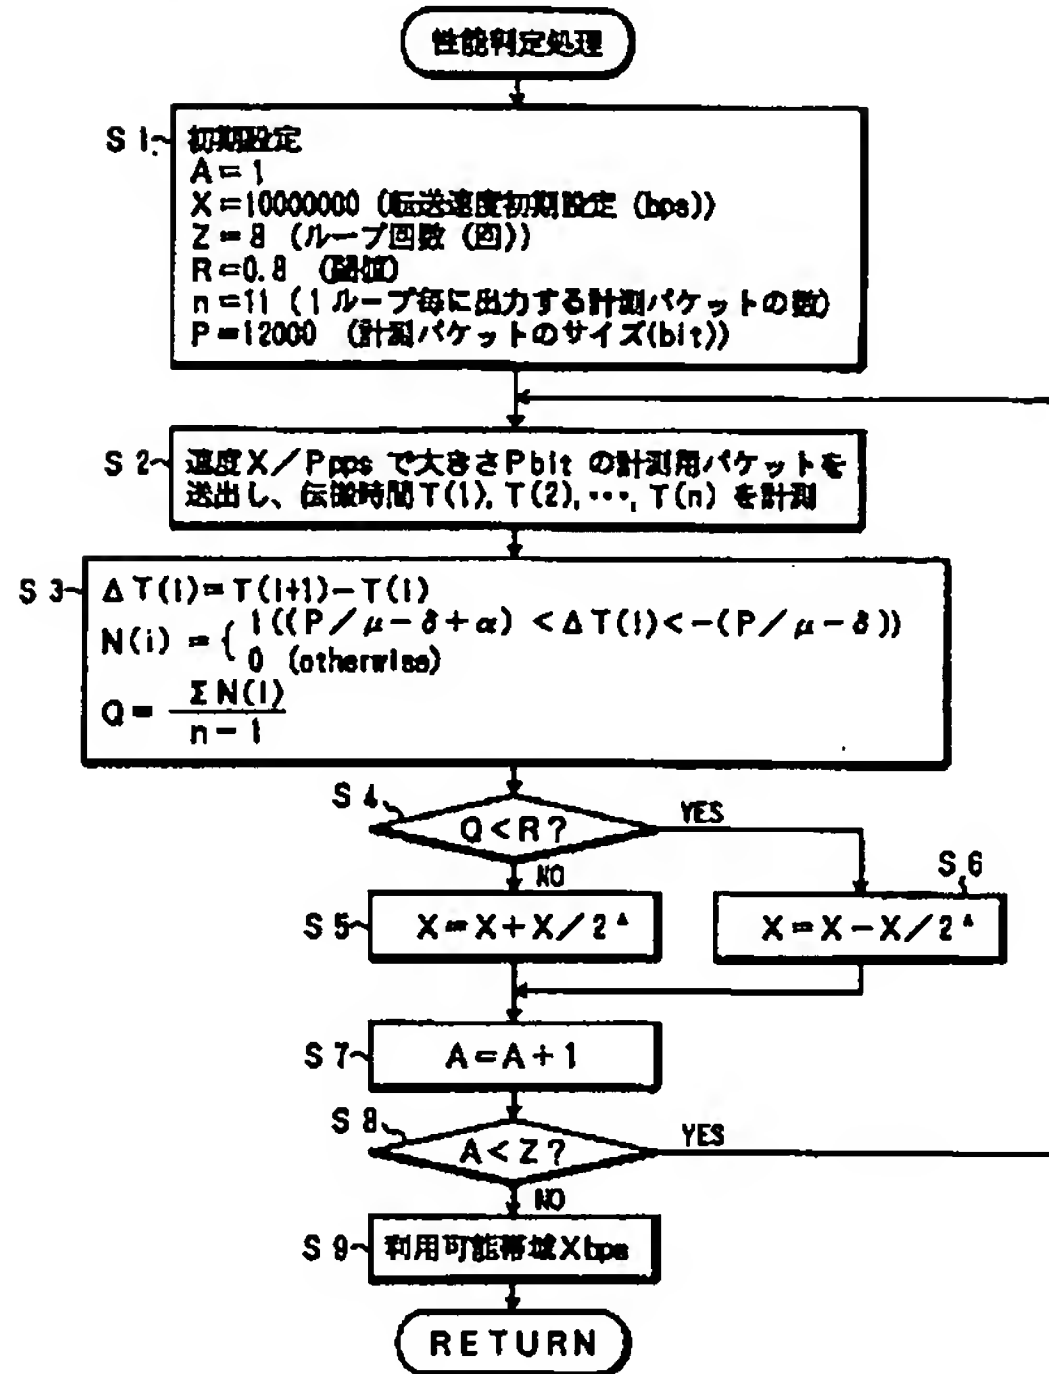 性能判定処理
S1 初期設定
A=1
X=10000000 (伝送速度初期設定 (bps))
Z=8 (ループ回数 (回))
R=0.8 (閾値)
n=11 (1ループ毎に出力する計測パケットの数)
P=12000 (計測パケットのサイズ(bit))
S2 速度X/Ppps で大きさPbit の計測用パケットを
送出し、伝搬時間T(1), T(2), ‥‥, T(n) を計測
S3 ΔT(i)=T(i+1)-T(i)
N(i) = { 1 ((P/μ-δ+α) <ΔT(i)<-(P/μ-δ))
0 (otherwise)
Q= ΣN(i)
n-1
S4 Q<R? YES
NO
S5 X=X+X/2^A
S6 X=X-X/2^A
S7 A=A+1
S8 A<Z? YES
NO
S9 利用可能帯域Xbps
RETURN